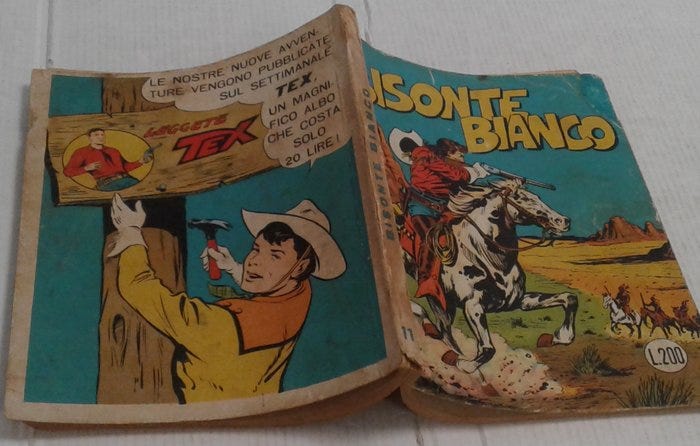 LE NOSTRE NUOVE AVVEN-
TURE VENGONO PUBBLICATE
SUL SETTIMANALE
TEX,
UN MAGNI-
FICO ALBO
CHE COSTA
SOLO
20 LIRE!
LEGGETE
TEX
BISONTE BIANCO
11
BISONTE
BIANCO
L.200